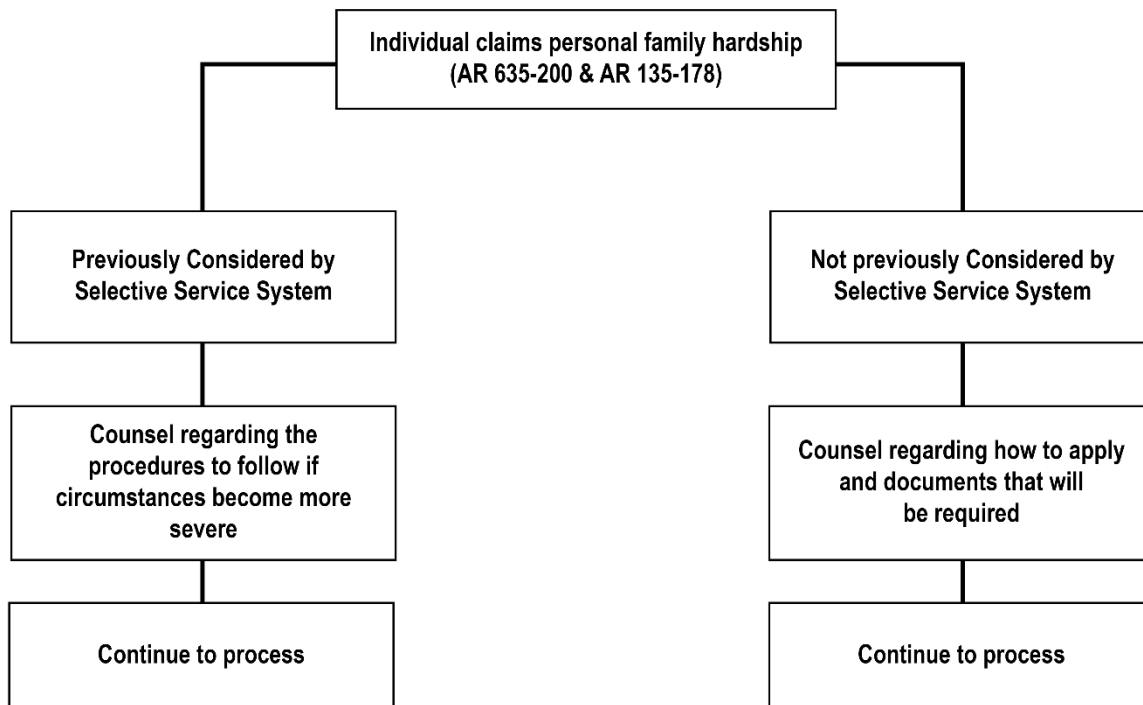 Individual claims personal family hardship
(AR 635-200 & AR 135-178)
Previously Considered by
Selective Service System
Not previously Considered by
Selective Service System
Counsel regarding the
procedures to follow if
circumstances become more
severe
Counsel regarding how to apply
and documents that will
be required
Continue to process
Continue to process